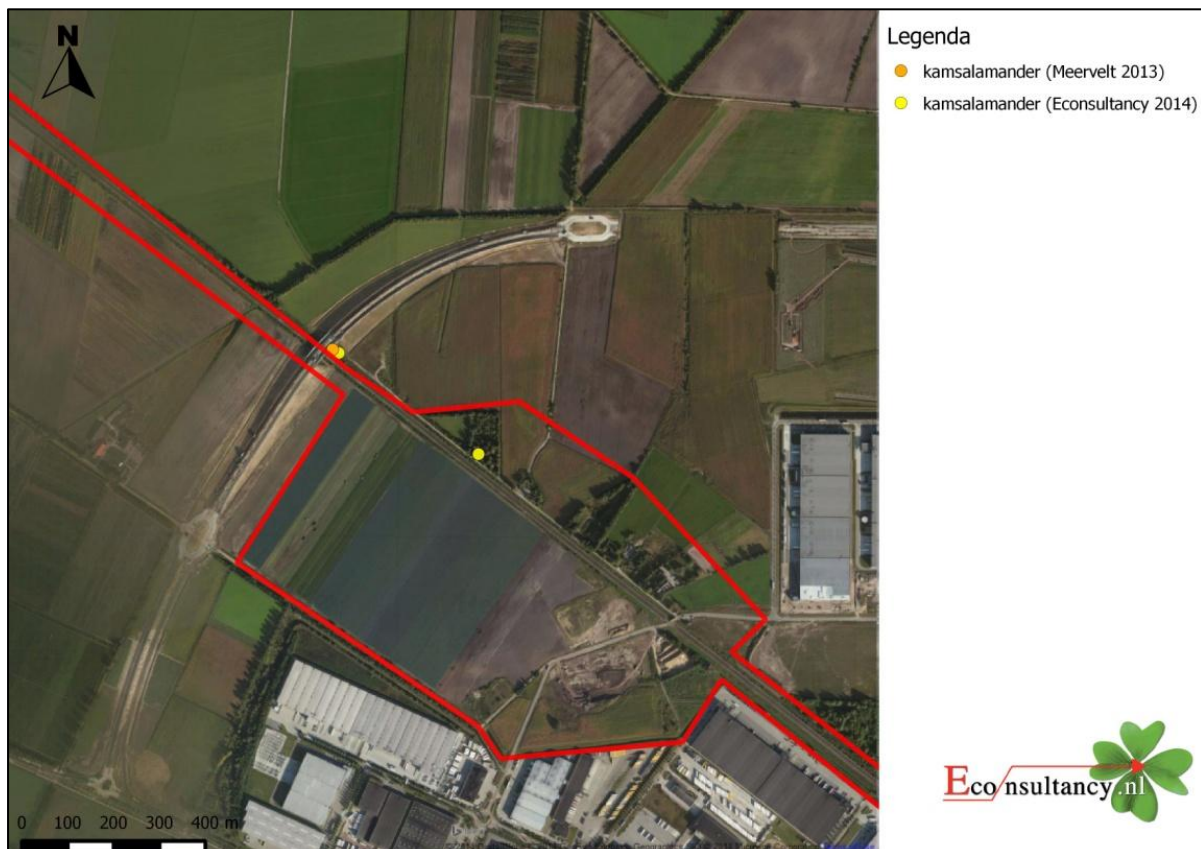 N
Legenda
kamsalamander (Meervelt 2013)
kamsalamander (Econsultancy 2014)
Econsultancy.nl
0 100 200 300 400 m